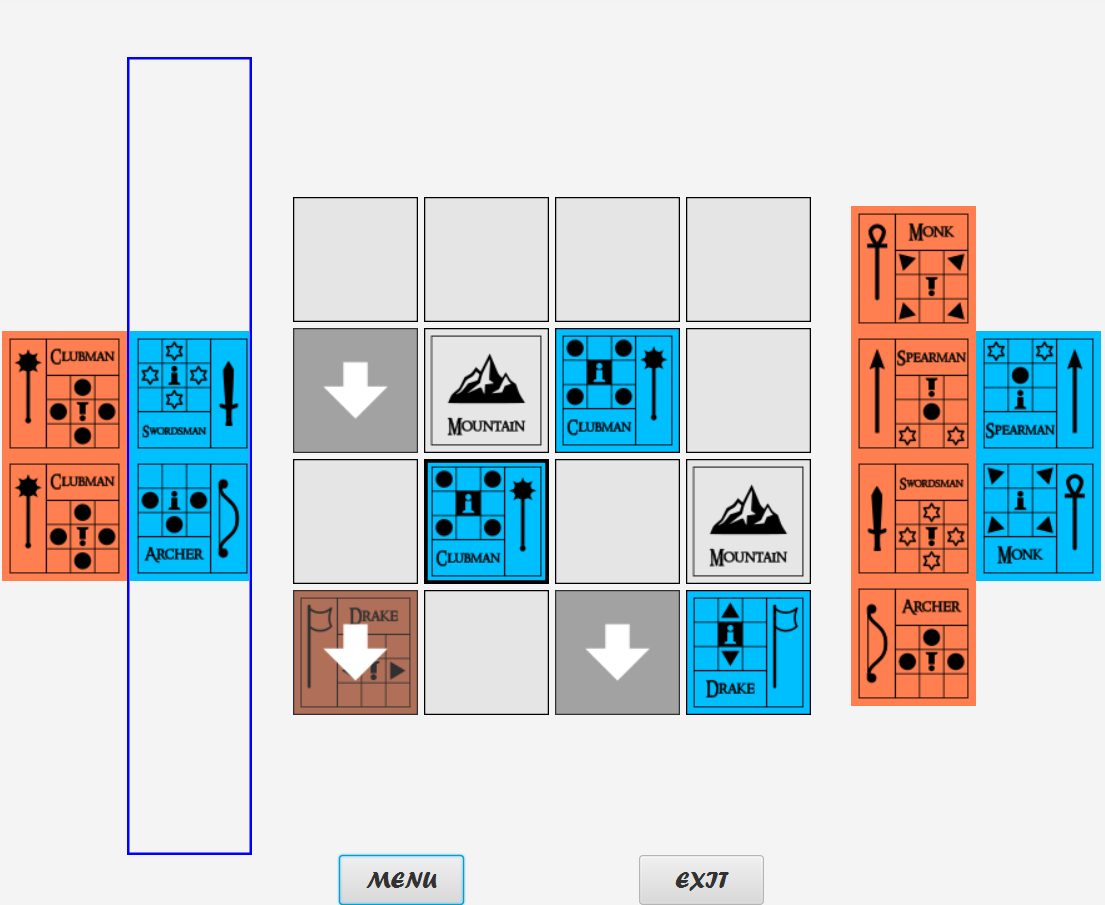 MONK
CLUBMAN
SWORDSMAN
MOUNTAIN
CLUBMAN
SPEARMAN
SPEARMAN
CLUBMAN
ARCHER
CLUBMAN
MOUNTAIN
SWORDSMAN
MONK
DRAKE
DRAKE
ARCHER
MENU
EXIT